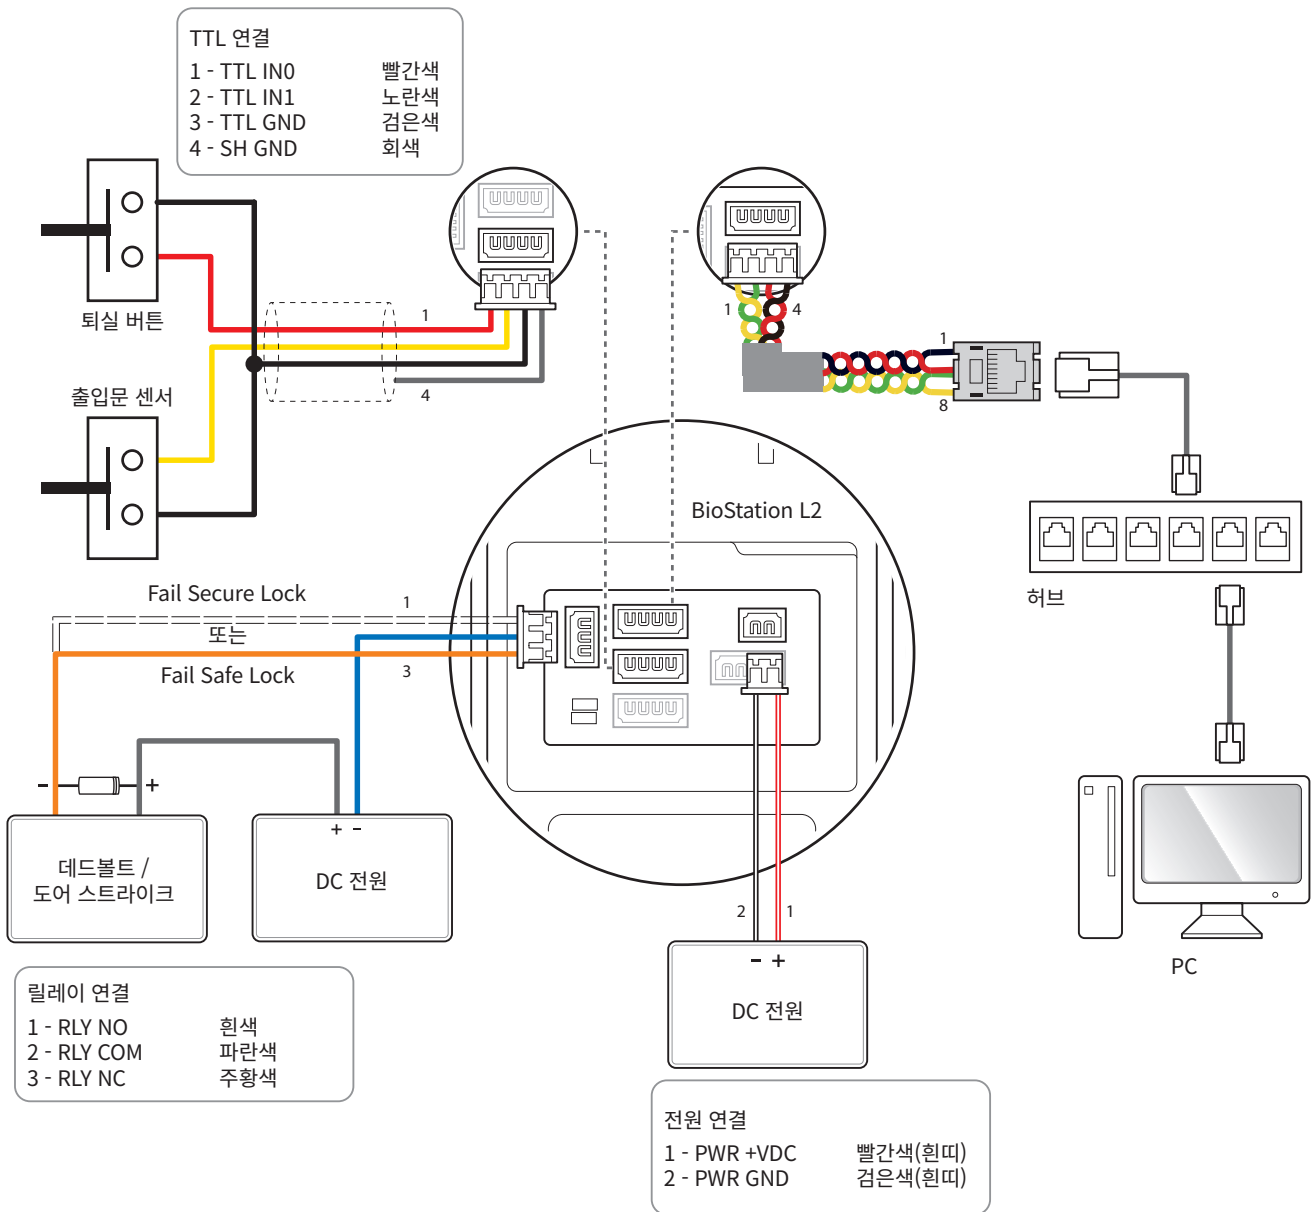 TTL 연결
1 - TTL IN0 빨간색
2 - TTL IN1 노란색
3 - TTL GND 검은색
4 - SH GND 회색
퇴실 버튼
1
4
출입문 센서
1
4
1
8
BioStation L2
허브
Fail Secure Lock
1
또는
3
Fail Safe Lock
- +
+ -
데드볼트 /
도어 스트라이크
DC 전원
2 1
- +
DC 전원
PC
릴레이 연결
1 - RLY NO 흰색
2 - RLY COM 파란색
3 - RLY NC 주황색
전원 연결
1 - PWR +VDC 빨간색(흰띠)
2 - PWR GND 검은색(흰띠)